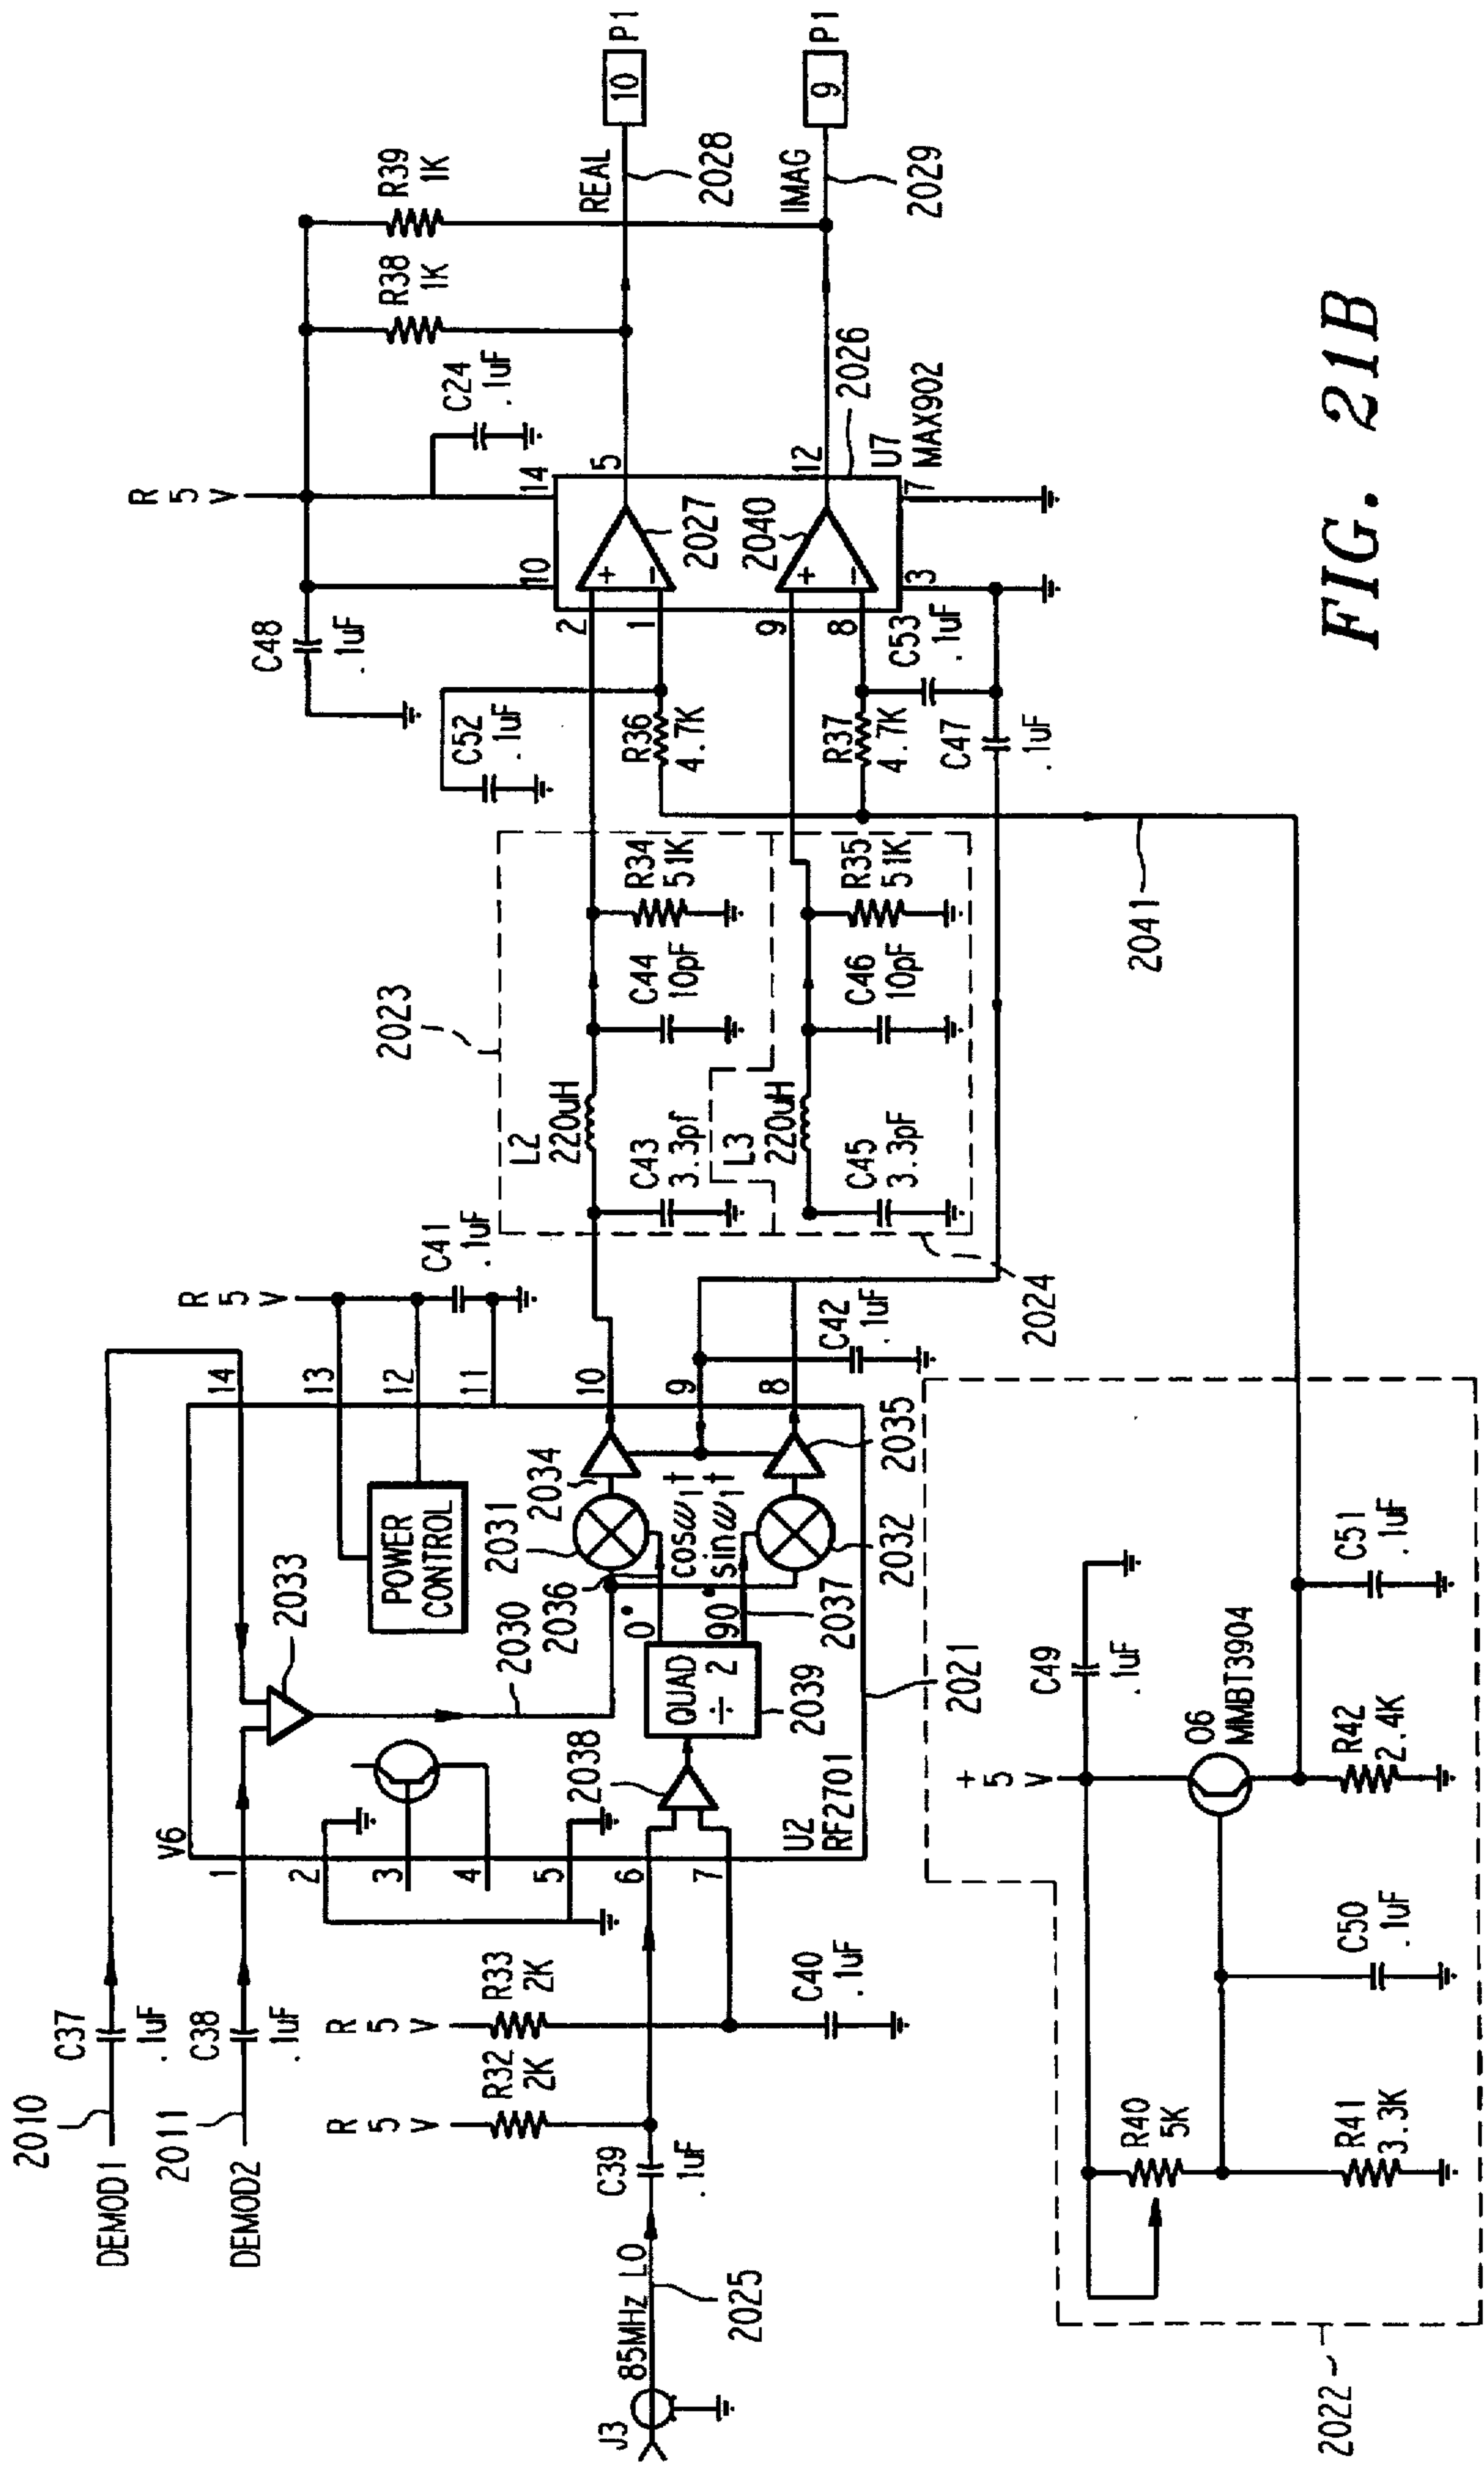 2010
DEMOD1
C37
.1uF
2011
DEMOD2
C38
.1uF
J3
85MHz LO
2025
C39
.1uF
R
5
V
R32
2K
R
5
V
R33
2K
C40
.1uF
V6
1
2
3
4
5
6
7
14
13
12
11
10
9
8
2033
POWER
CONTROL
2030
2036
2031
2034
0°
cosω₁t
sinω₁t
90°
2037
2032
2035
2038
QUAD
÷ 2
2039
U2
RF2701
2021
R
5
V
C41
.1uF
C42
.1uF
2023
L2
220uH
C43
3.3pf
C44
10pF
R34
51K
L3
220uH
C45
3.3pF
C46
10pF
R35
51K
2024
C48
.1uF
R
5
V
C52
.1uF
R36
4.7K
R37
4.7K
C53
.1uF
C47
.1uF
2041
2
1
9
8
10
14
5
12
3
7
2027
2040
U7
MAX902
2026
C24
.1uF
R38
1K
R39
1K
REAL
2028
10
P1
IMAG
2029
9
P1
2022
R40
5K
R41
3.3K
C50
.1uF
+
5
V
C49
.1uF
O6
MMBT3904
R42
2.4K
C51
.1uF
FIG. 21B